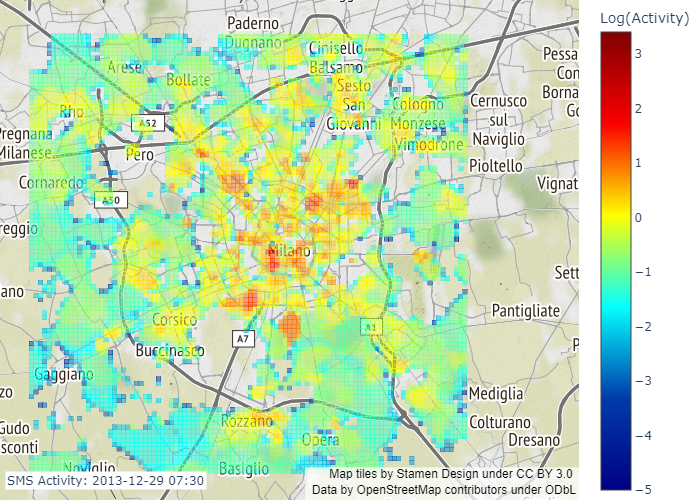 Log(Activity)
Paderno
Dugnano
Cinisello
Balsamo
Arese
Bollate
Sesto
San
Giovanni
Cologno
Monzese
Vimodrone
Cernusco
sul
Naviglio
Pessa
Con
Borna
Go
Rho
A52
Pregnana
Milanese
Pero
Pioltello
Cornaredo
A50
Vignat
reggio
Milano
Sett
ano
Corsico
A1
Pantigliate
Buccinasco
A7
P
Gaggiano
zo
Mediglia
Rozzano
Colturano
Gudo
sconti
Opera
Dresano
Noviglio
Basiglio
3
2
1
0
−1
−2
−3
−4
−5
SMS Activity: 2013-12-29 07:30
Map tiles by Stamen Design under CC BY 3.0
Data by OpenStreetMap contributors under ODbL